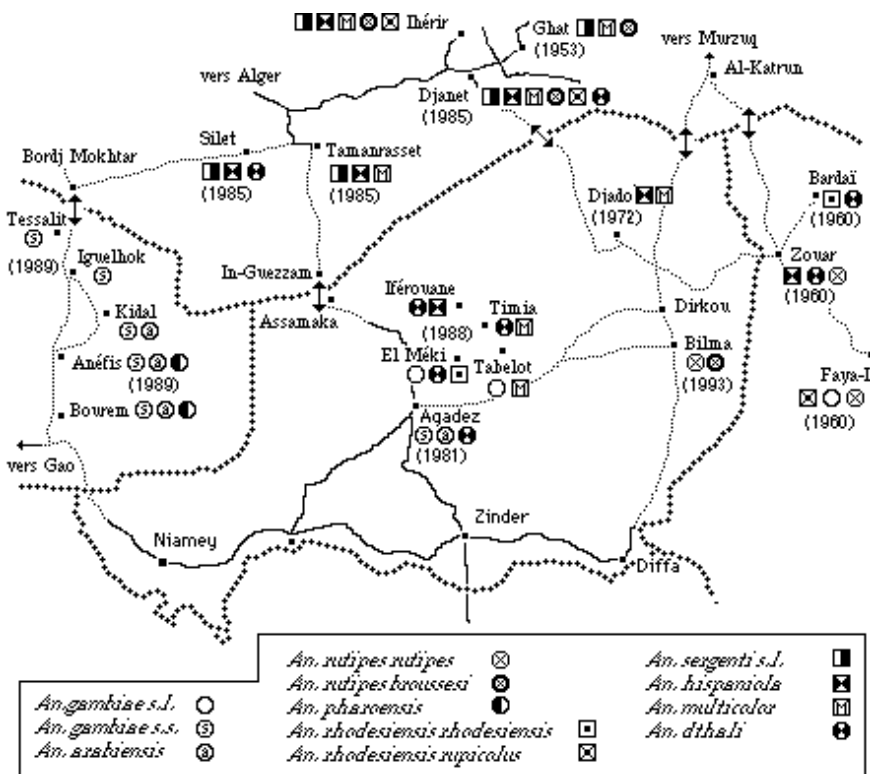 Ihérir
Ghat
(1953)
vers Murzuq
Al-Katrun
vers Alger
Djanet
(1985)
Silet
(1985)
Tamanrasset
(1985)
Bordj Mokhtar
Djado
(1972)
Bardaï
(1960)
Tessalit
(1989)
Iguelhok
Zouar
(1960)
In-Guezzam
Kidal
Assamaka
Iférouane
(1988)
Timia
Dirkou
Anéfis
(1989)
El Méki
Tabelot
Bilma
(1993)
Faya-L
(1960)
Bourem
Agadez
(1981)
vers Gao
Niamey
Zinder
Diffa
An. gambiae s.l.
An. gambiae s.s.
An. arabiensis
An. rufipes rufipes
An. rufipes broussesi
An. pharoensis
An. rhodesiensis rhodesiensis
An. rhodesiensis rupicolus
An. sergenti s.l.
An. hispaniola
An. multicolor
An. dthali